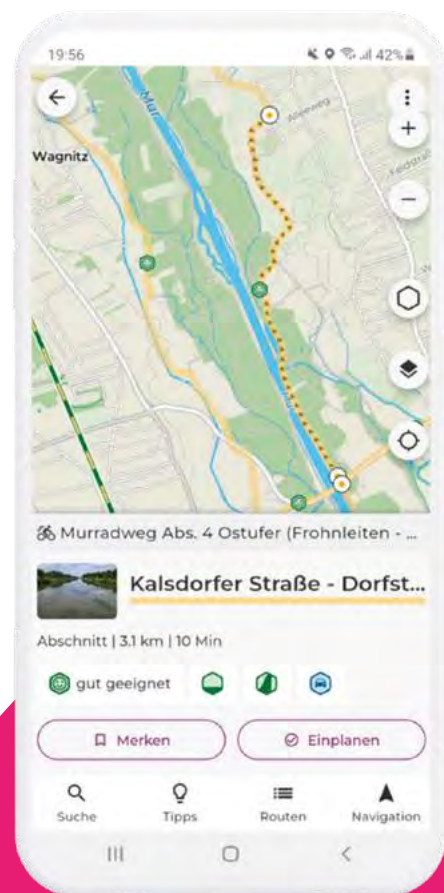 19:56
42%
Wagnitz
Mur
Alleeweg
Murradweg Abs. 4 Ostufer (Frohnleiten - ...
Kalsdorfer Straße - Dorfst...
Abschnitt | 3.1 km | 10 Min
gut geeignet
Merken
Einplanen
Suche
Tipps
Routen
Navigation